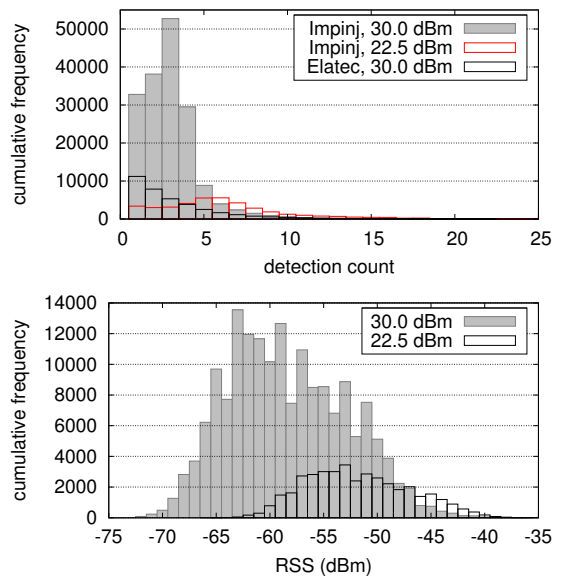 50000
40000
30000
20000
10000
0
cumulative frequency
Impinj, 30.0 dBm
Impinj, 22.5 dBm
Elatec, 30.0 dBm
0 5 10 15 20 25
detection count
14000
12000
10000
8000
6000
4000
2000
0
cumulative frequency
30.0 dBm
22.5 dBm
-75 -70 -65 -60 -55 -50 -45 -40 -35
RSS (dBm)